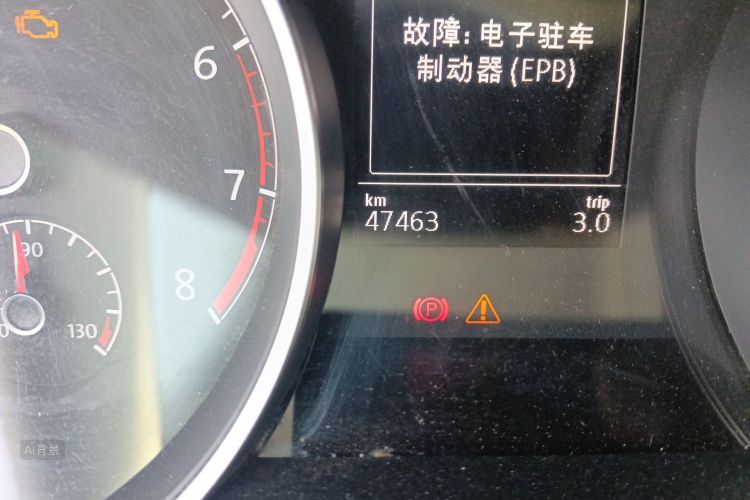 故障: 电子驻车
制动器 (EPB)
6
7
8
km
47463
trip
3.0
90
130
P
!
AI背景